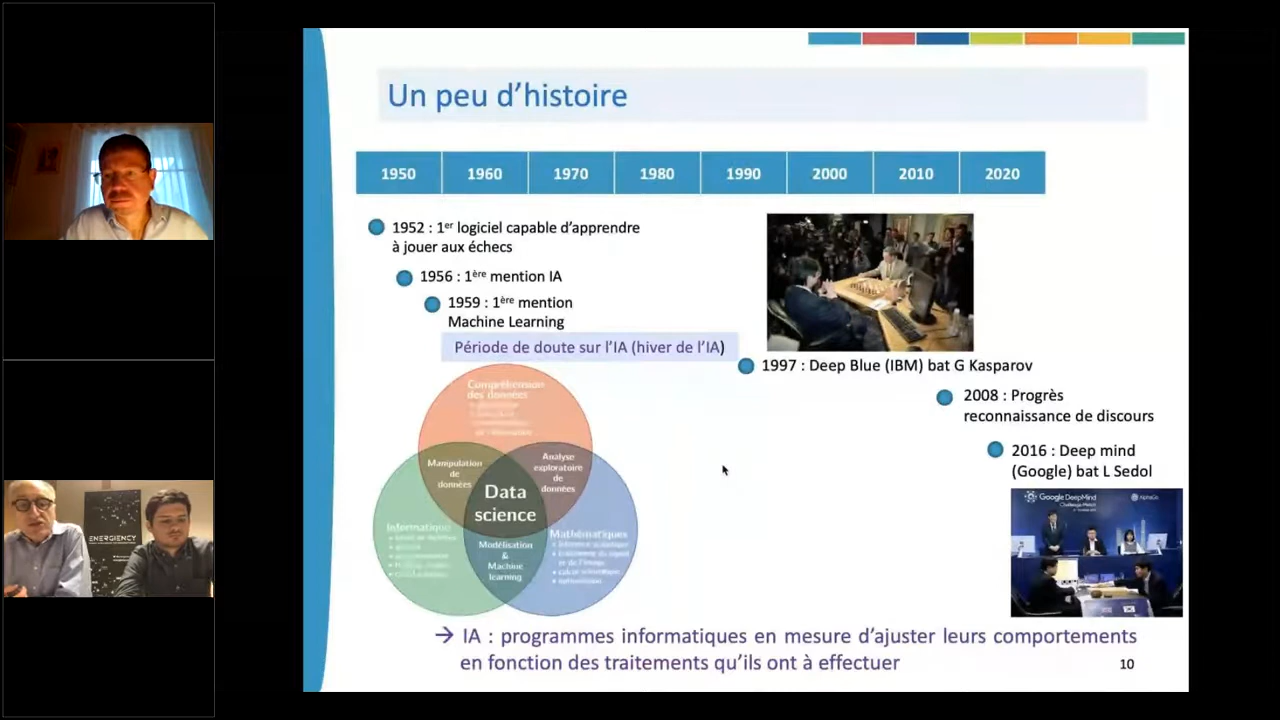 Un peu d’histoire
1950 1960 1970 1980 1990 2000 2010 2020
1952 : 1er logiciel capable d’apprendre
à jouer aux échecs
1956 : 1ère mention IA
1959 : 1ère mention
Machine Learning
Période de doute sur l’IA (hiver de l’IA)
1997 : Deep Blue (IBM) bat G Kasparov
2008 : Progrès
reconnaissance de discours
2016 : Deep mind
(Google) bat L Sedol
Compréhension
des données
Manipulation
de
données
Analyse
exploratoire
de
données
Data
science
Informatique
Mathématiques
Modélisation
&
Machine
learning
Google DeepMind
Challenge Match
AlphaGo
ENERGIENCY
→ IA : programmes informatiques en mesure d’ajuster leurs comportements
en fonction des traitements qu’ils ont à effectuer
10